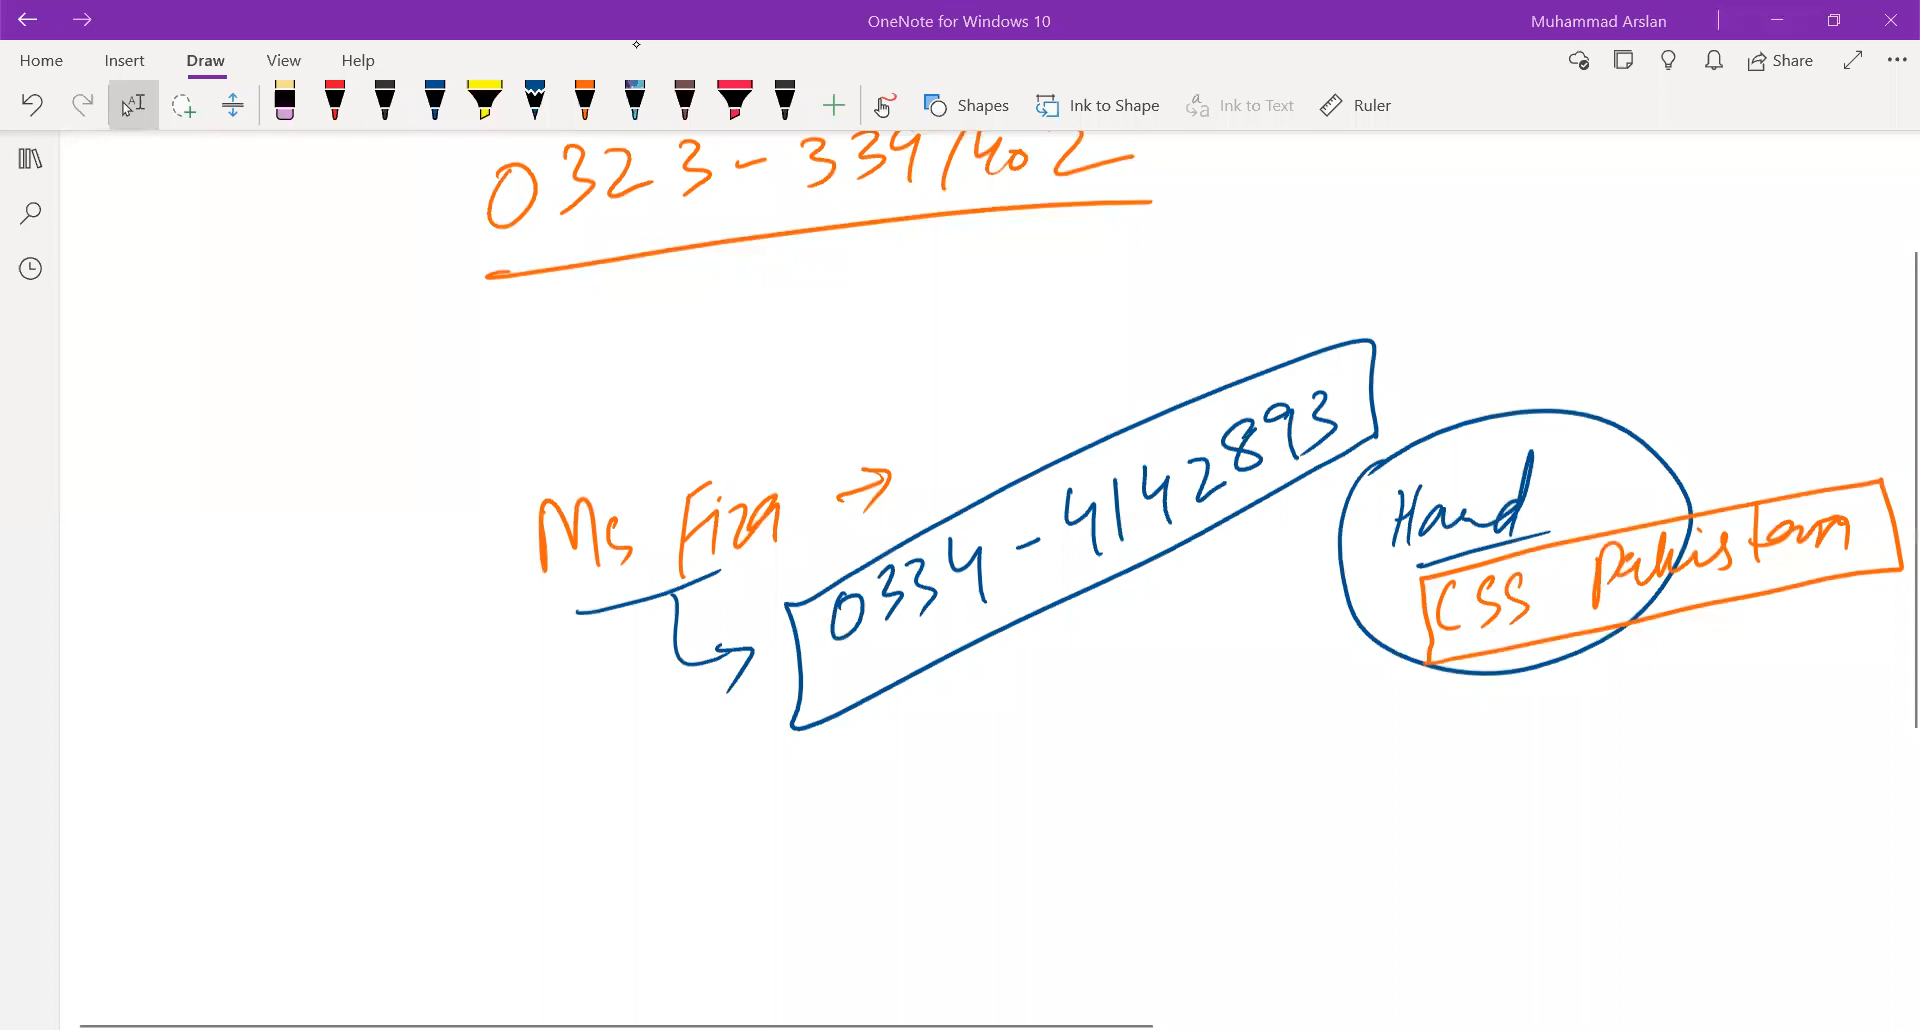 OneNote for Windows 10
Muhammad Arslan
Home Insert Draw View Help
Share
Shapes Ink to Shape Ink to Text Ruler
0323-3341402
Ms Fiza → 0334-4142893
Hand
CSS Pakistan